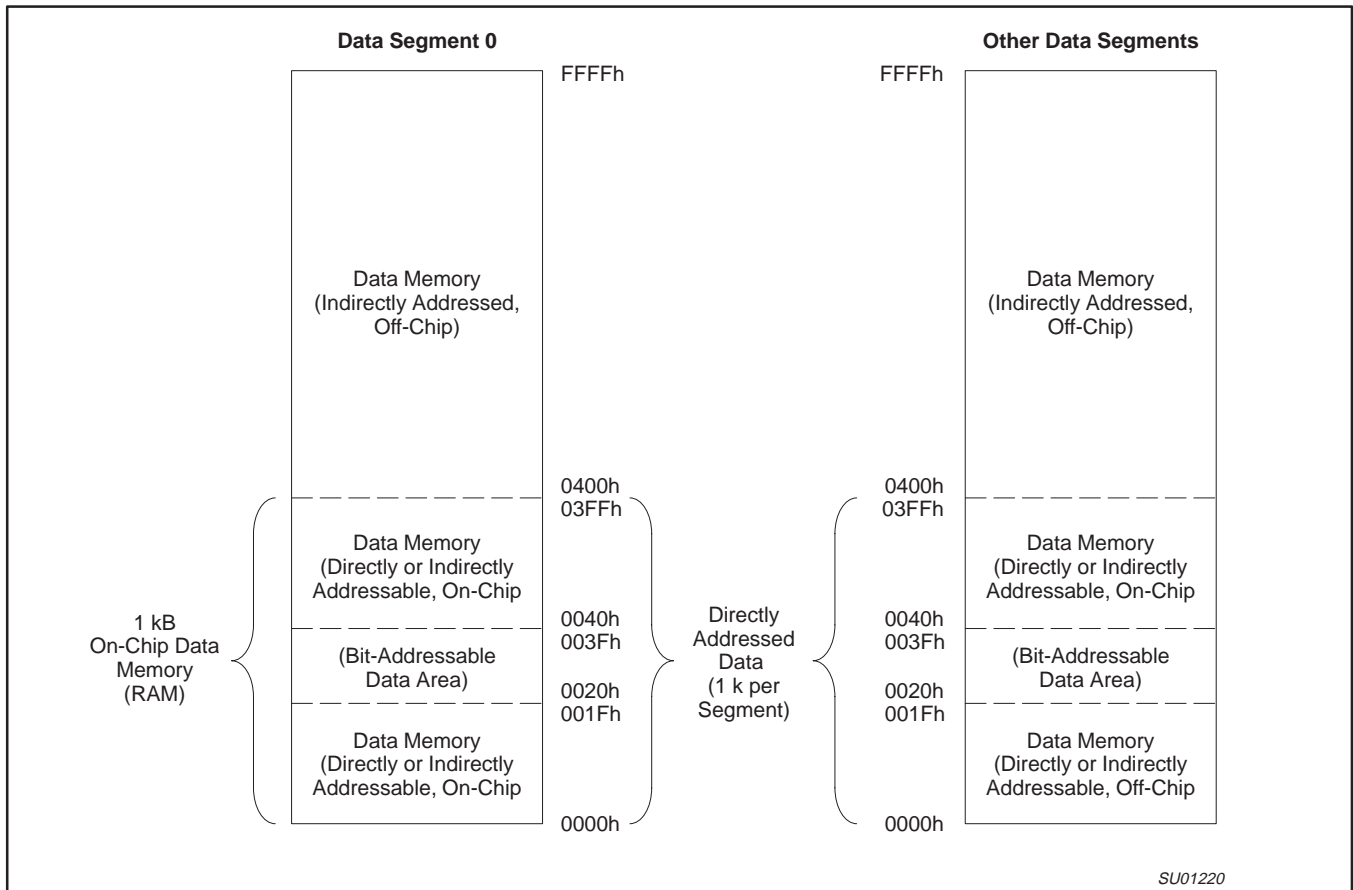 Data Segment 0
Other Data Segments
FFFFh
FFFFh
Data Memory
(Indirectly Addressed,
Off-Chip)
Data Memory
(Indirectly Addressed,
Off-Chip)
0400h
03FFh
0400h
03FFh
Data Memory
(Directly or Indirectly
Addressable, On-Chip
Data Memory
(Directly or Indirectly
Addressable, On-Chip
1 kB
On-Chip Data
Memory
(RAM)
0040h
003Fh
Directly
Addressed
Data
(1 k per
Segment)
0040h
003Fh
(Bit-Addressable
Data Area)
(Bit-Addressable
Data Area)
0020h
001Fh
0020h
001Fh
Data Memory
(Directly or Indirectly
Addressable, On-Chip
Data Memory
(Directly or Indirectly
Addressable, Off-Chip
0000h
0000h
SU01220